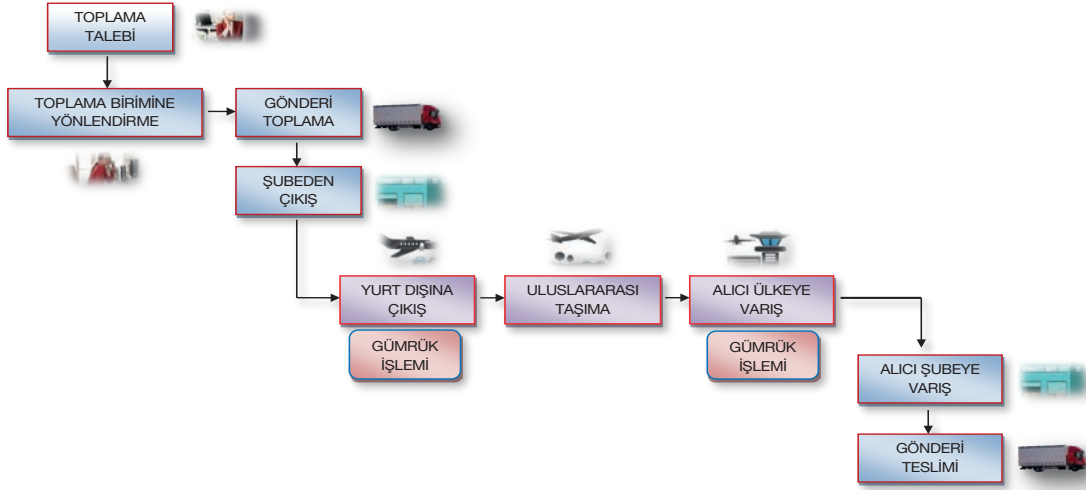 TOPLAMA
TALEBİ
TOPLAMA BİRİMİNE
YÖNLENDİRME
GÖNDERİ
TOPLAMA
ŞUBEDEN
ÇIKIŞ
YURT DIŞINA
ÇIKIŞ
GÜMRÜK
İŞLEMİ
ULUSLARARASI
TAŞIMA
ALICI ÜLKEYE
VARIŞ
GÜMRÜK
İŞLEMİ
ALICI ŞUBEYE
VARIŞ
GÖNDERİ
TESLİMİ